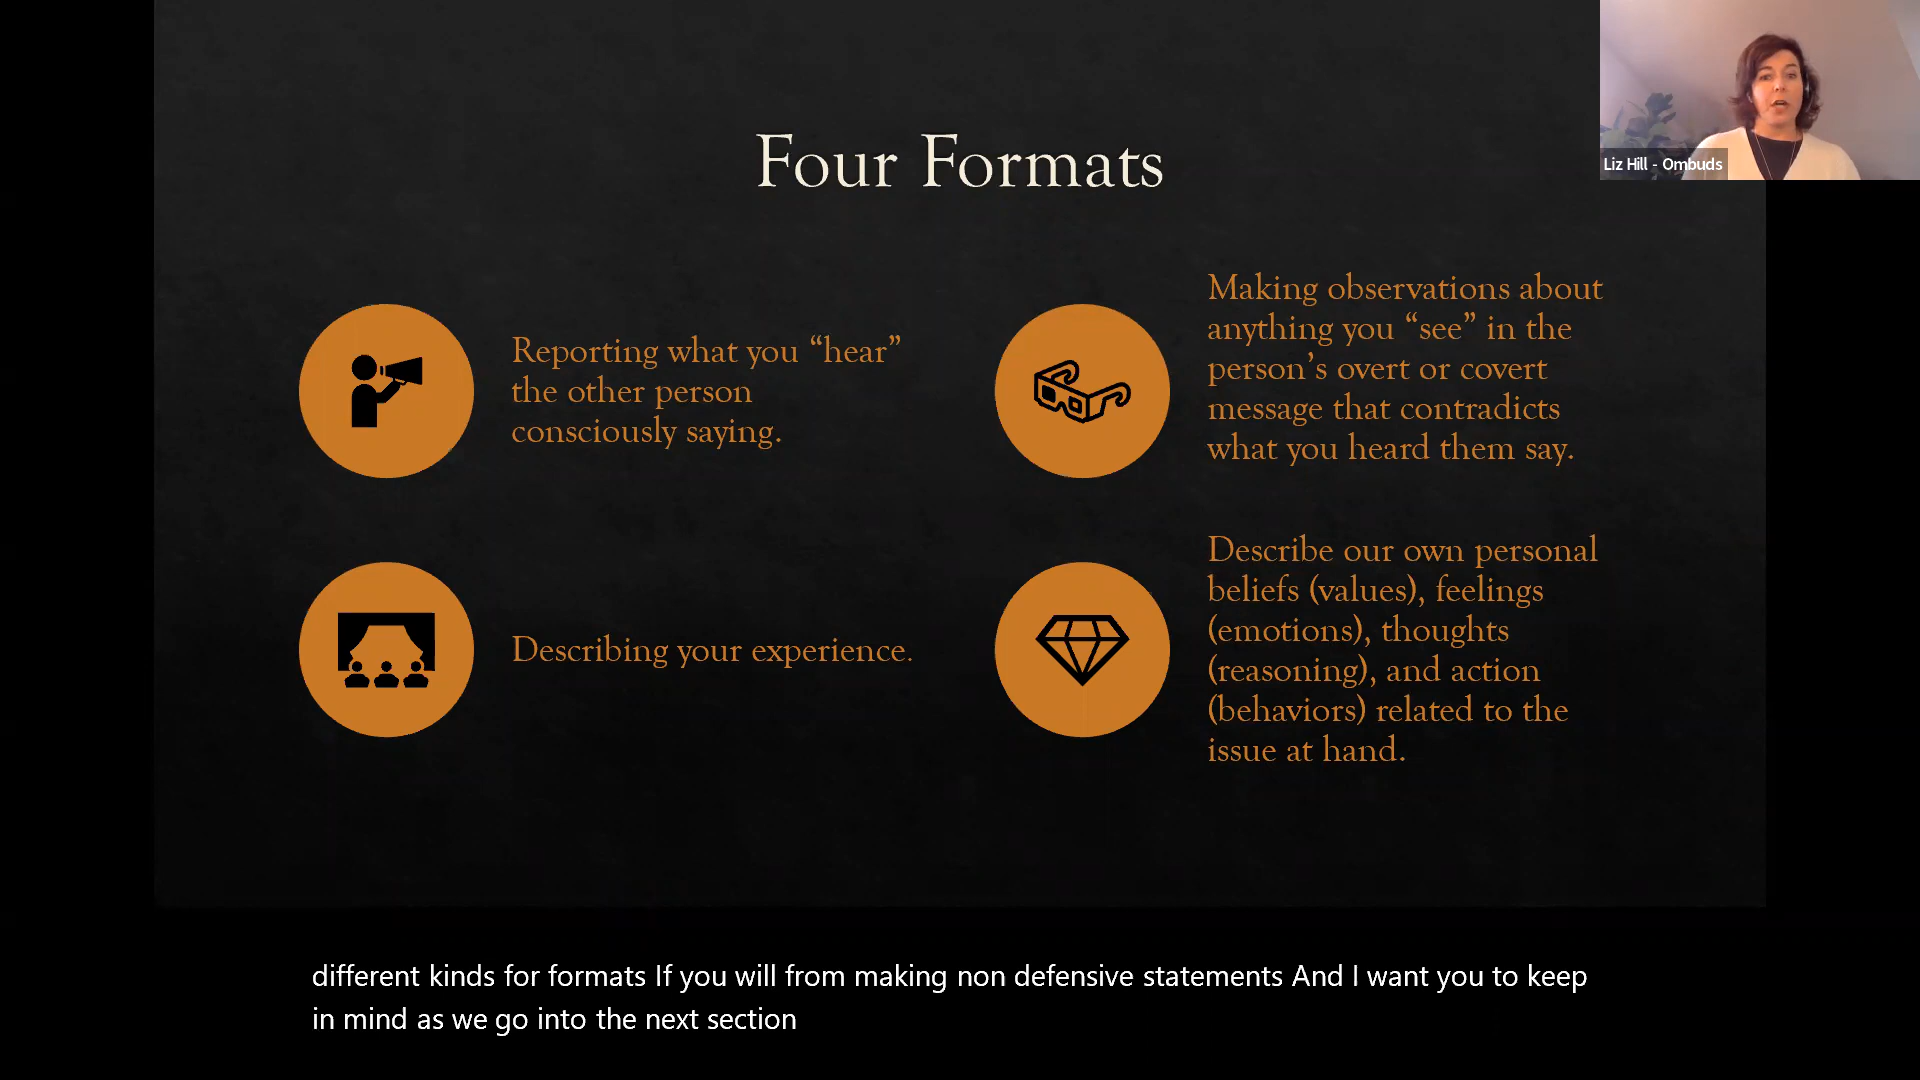 Four Formats
Liz Hill - Ombuds
Reporting what you “hear”
the other person
consciously saying.
Making observations about
anything you “see” in the
person’s overt or covert
message that contradicts
what you heard them say.
Describing your experience.
Describe our own personal
beliefs (values), feelings
(emotions), thoughts
(reasoning), and action
(behaviors) related to the
issue at hand.
different kinds for formats If you will from making non defensive statements And I want you to keep
in mind as we go into the next section